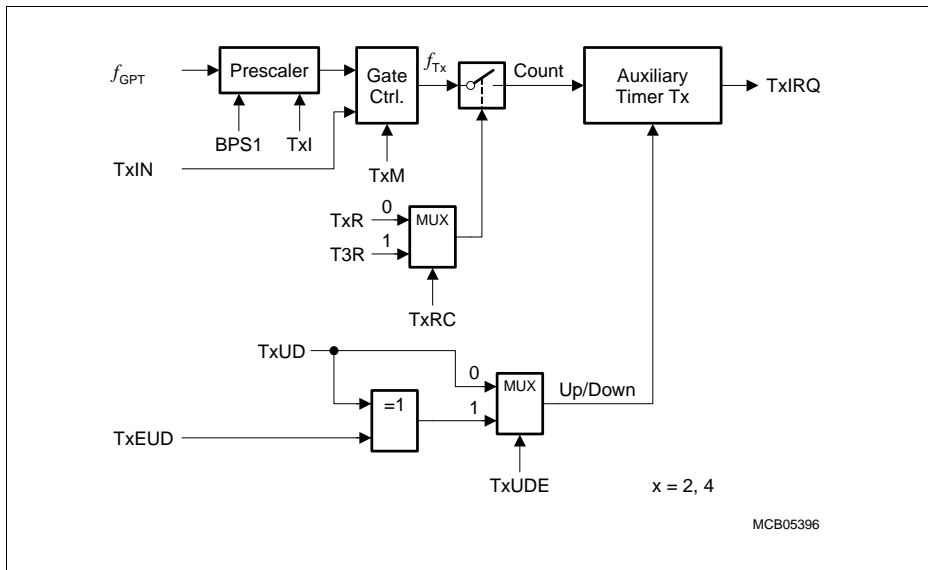 fGPT
Prescaler
BPS1
TxI
TxIN
Gate
Ctrl.
TxM
fTx
Count
Auxiliary
Timer Tx
TxIRQ
TxR
0
T3R
1
MUX
TxRC
TxUD
TxEUD
=1
0
1
MUX
Up/Down
TxUDE
x = 2, 4
MCB05396